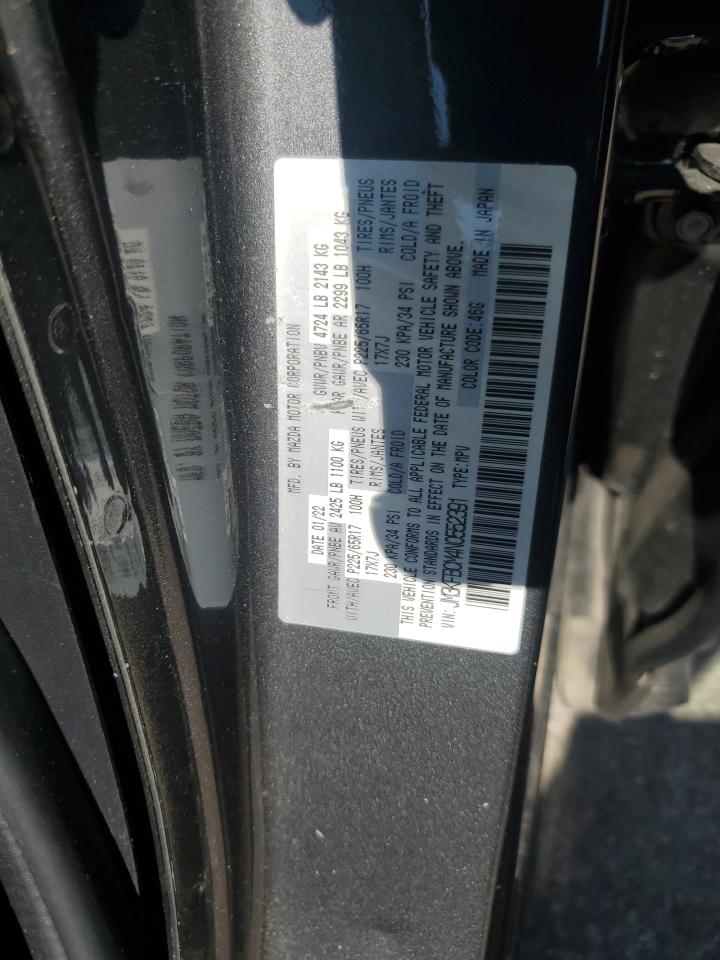 MFD. BY MAZDA MOTOR CORPORATION
DATE 01/22 GVWR/PNBV 4724 LB 2143 KG
FRONT GAWR/PNBE AV 2425 LB 1100 KG REAR GAWR/PNBE AR 2299 LB 1043 KG
WITH/AVEC P225/65R17 100H TIRES/PNEUS WITH/AVEC P225/65R17 100H TIRES/PNEUS
17X7J RIMS/JANTES 17X7J RIMS/JANTES
230 KPA/34 PSI COLD/A FROID 230 KPA/34 PSI COLD/A FROID
THIS VEHICLE CONFORMS TO ALL APPLICABLE FEDERAL MOTOR VEHICLE SAFETY AND THEFT
PREVENTION STANDARDS IN EFFECT ON THE DATE OF MANUFACTURE SHOWN ABOVE.
VIN: JM3KFBDM4N0552391 TYPE:MPV COLOR CODE:46G MADE IN JAPAN